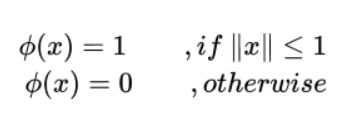 ϕ(x) = 1 , if ∥x∥ ≤ 1
ϕ(x) = 0 , otherwise